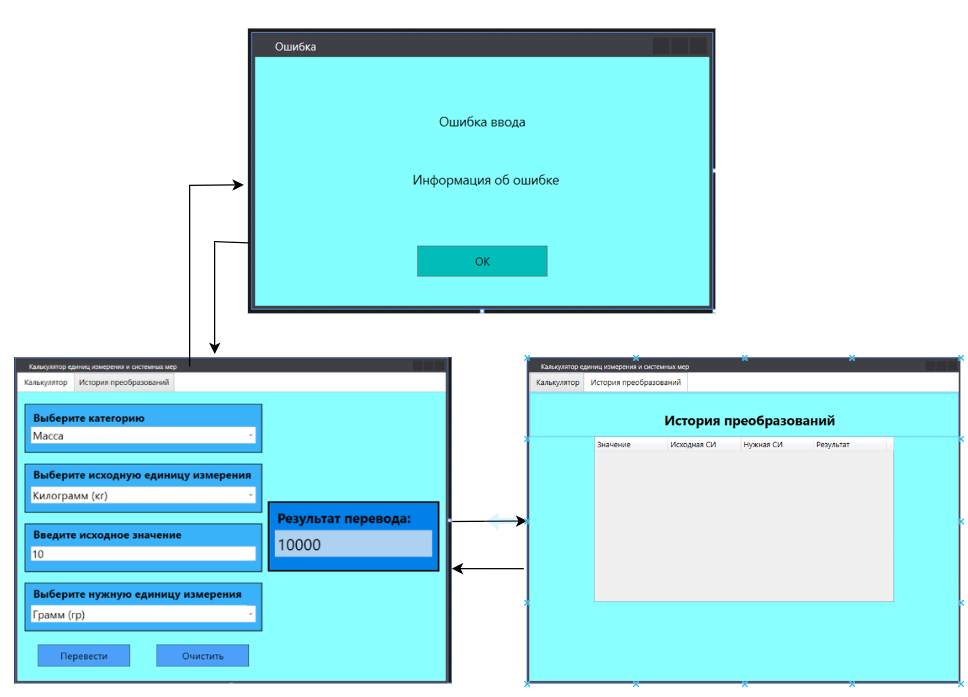 Ошибка
Ошибка ввода
Информация об ошибке
ОК
Калькулятор единиц измерения и системных мер
Калькулятор История преобразований
Выберите категорию
Масса
Выберите исходную единицу измерения
Килограмм (кг)
Введите исходное значение
10
Выберите нужную единицу измерения
Грамм (гр)
Перевести Очистить
Результат перевода:
10000
Калькулятор единиц измерения и системных мер
Калькулятор История преобразований
История преобразований
Значение Исходная СИ Нужная СИ Результат